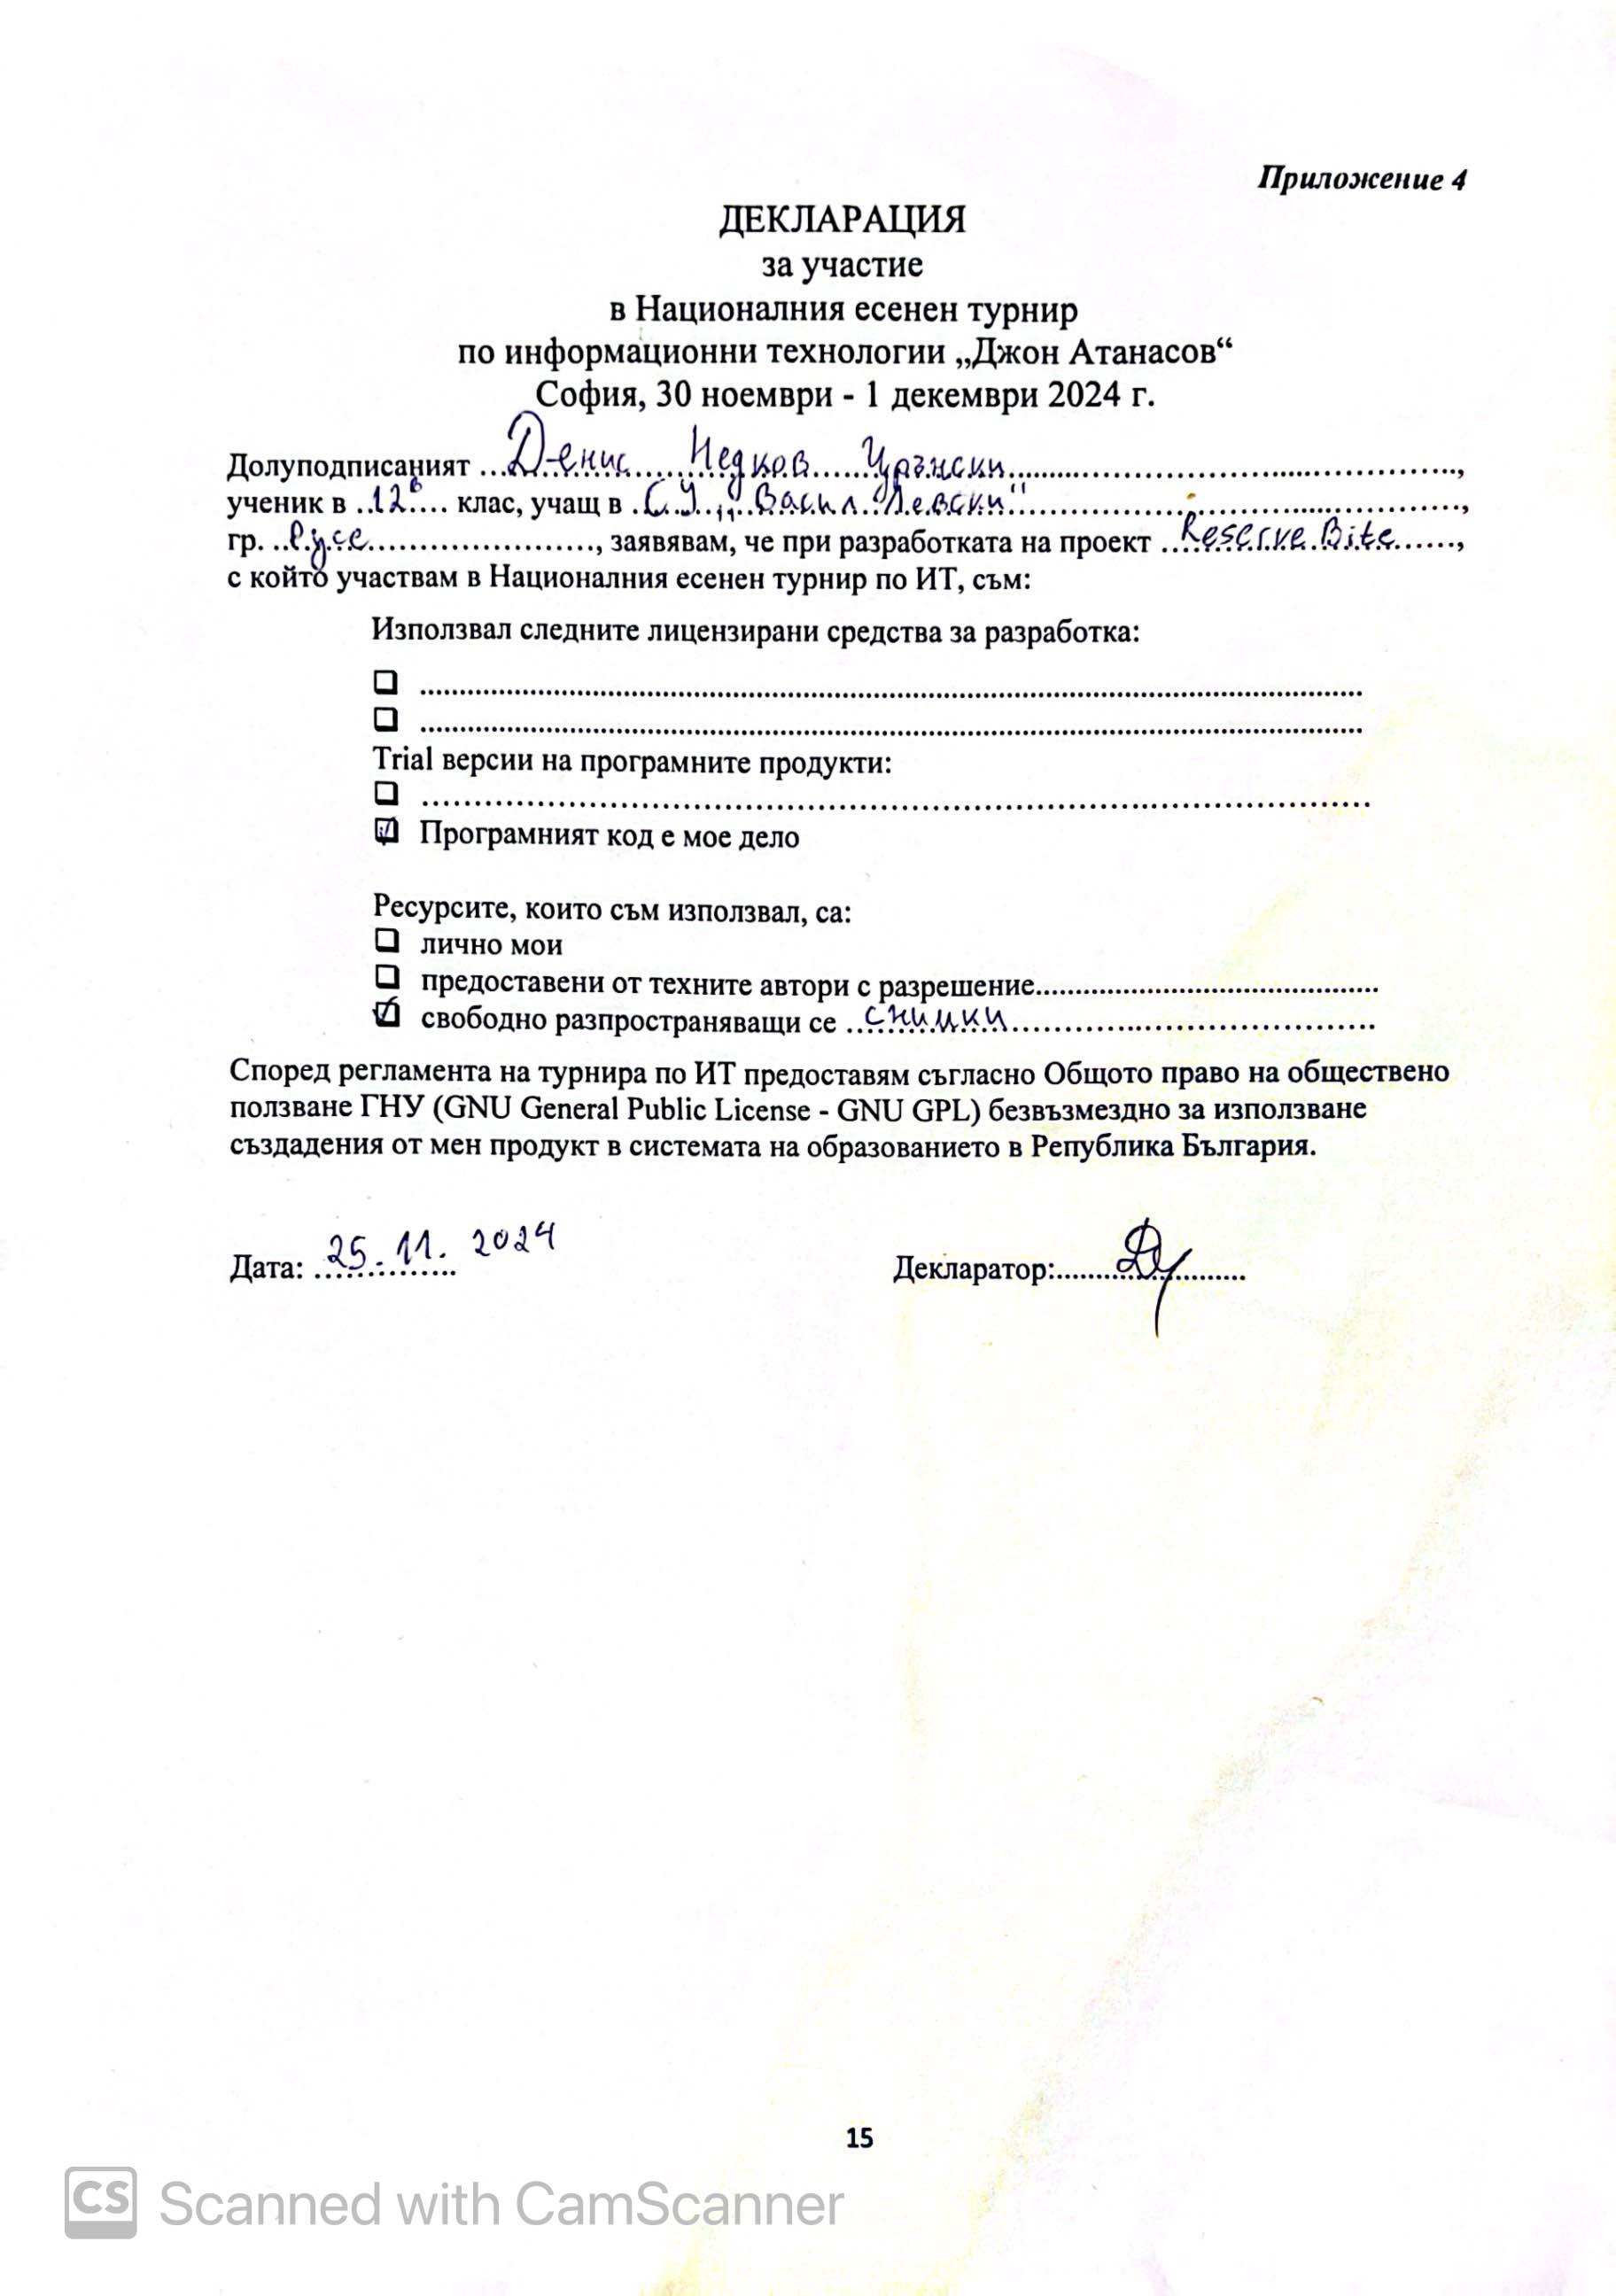 Приложение 4
ДЕКЛАРАЦИЯ
за участие
в Националния есенен турнир
по информационни технологии „Джон Атанасов“
София, 30 ноември - 1 декември 2024 г.
Долуподписаният ...Денис Недков.............,
ученик в ..12в.... клас, учащ в .СУ „Васил Левски".............,
гр. ..Русе............, заявявам, че при разработката на проект ...ReserveBite......,
с който участвам в Националния есенен турнир по ИТ, съм:
Използвал следните лицензирани средства за разработка:
☐ ..........................................................................
☐ ..........................................................................
Trial версии на програмните продукти:
☐ ..........................................................................
☑ Програмният код е мое дело
Ресурсите, които съм използвал, са:
☐ лично мои
☐ предоставени от техните автори с разрешение..............................
☑ свободно разпространяващи се ..снимки..............................
Според регламента на турнира по ИТ предоставям съгласно Общото право на обществено
ползване ГНУ (GNU General Public License - GNU GPL) безвъзмездно за използване
създадения от мен продукт в системата на образованието в Република България.
Дата: 25.11.2024 Декларатор:....................
15
CS Scanned with CamScanner